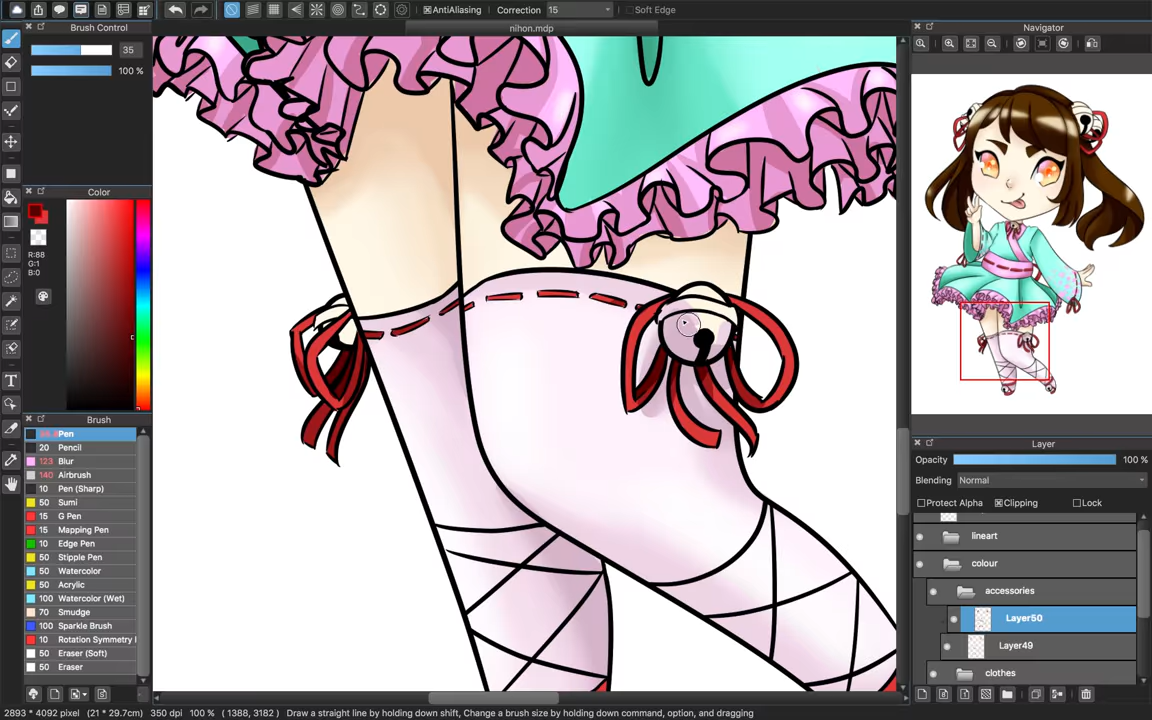 AntiAliasing Correction 15 Soft Edge
nihon.mdp
Brush Control
35
100 %
Color
R:88
G:1
B:0
Brush
Pen
20 Pencil
123 Blur
140 Airbrush
10 Pen (Sharp)
50 Sumi
15 G Pen
15 Mapping Pen
10 Edge Pen
50 Stipple Pen
50 Watercolor
50 Acrylic
100 Watercolor (Wet)
70 Smudge
100 Sparkle Brush
10 Rotation Symmetry
50 Eraser (Soft)
50 Eraser
Navigator
Layer
Opacity 100 %
Blending Normal
Protect Alpha Clipping Lock
lineart
colour
accessories
Layer50
Layer49
clothes
2893 * 4092 pixel (21 * 29.7cm) 350 dpi 100 % ( 1388, 3182 ) Draw a straight line by holding down shift, Change a brush size by holding down command, option, and dragging